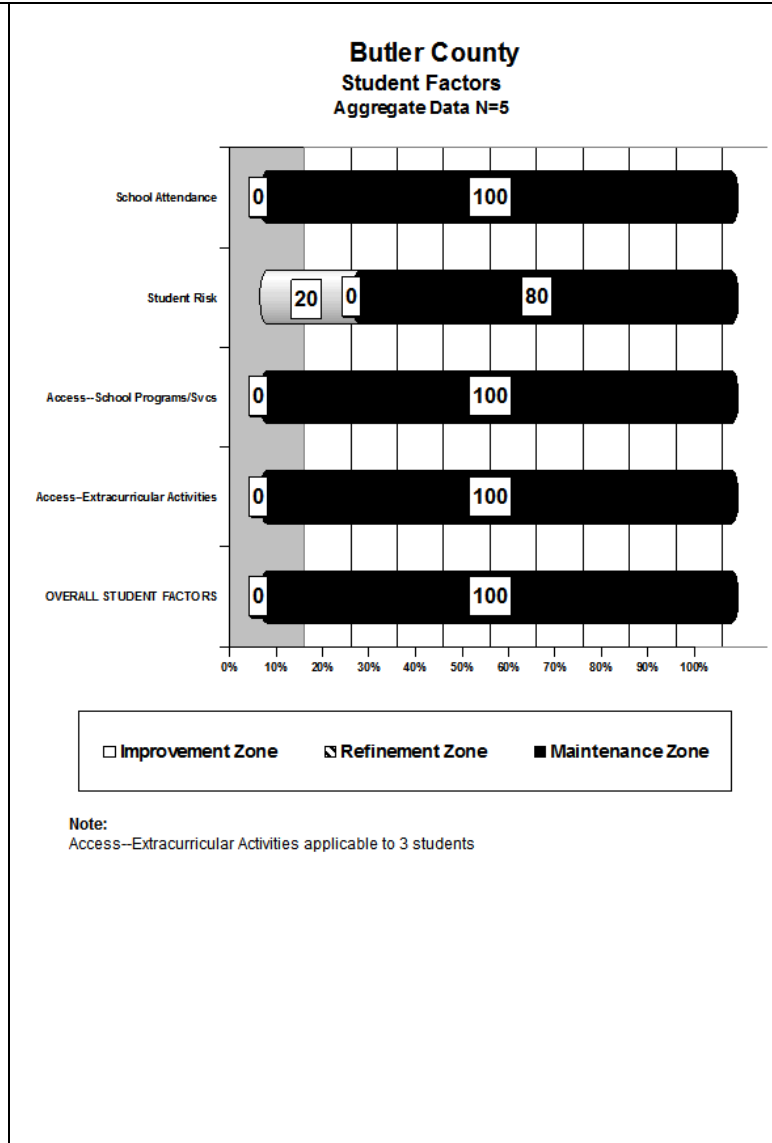 Butler County
Student Factors
Aggregate Data N=5
School Attendance
0
100
Student Risk
20
0
80
Access--School Programs/Svcs
0
100
Access--Extracurricular Activities
0
100
OVERALL STUDENT FACTORS
0
100
0% 10% 20% 30% 40% 50% 60% 70% 80% 90% 100%
Improvement Zone Refinement Zone Maintenance Zone
Note:
Access--Extracurricular Activities applicable to 3 students